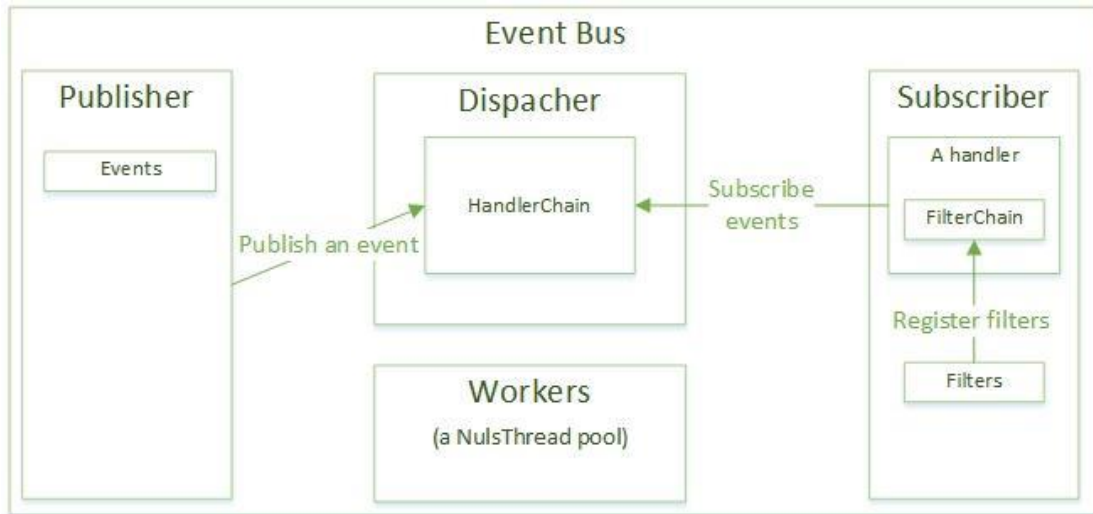 Event Bus
Publisher
Events
Publish an event
Dispacher
HandlerChain
Workers
(a NulsThread pool)
Subscribe
events
Subscriber
A handler
FilterChain
Register filters
Filters